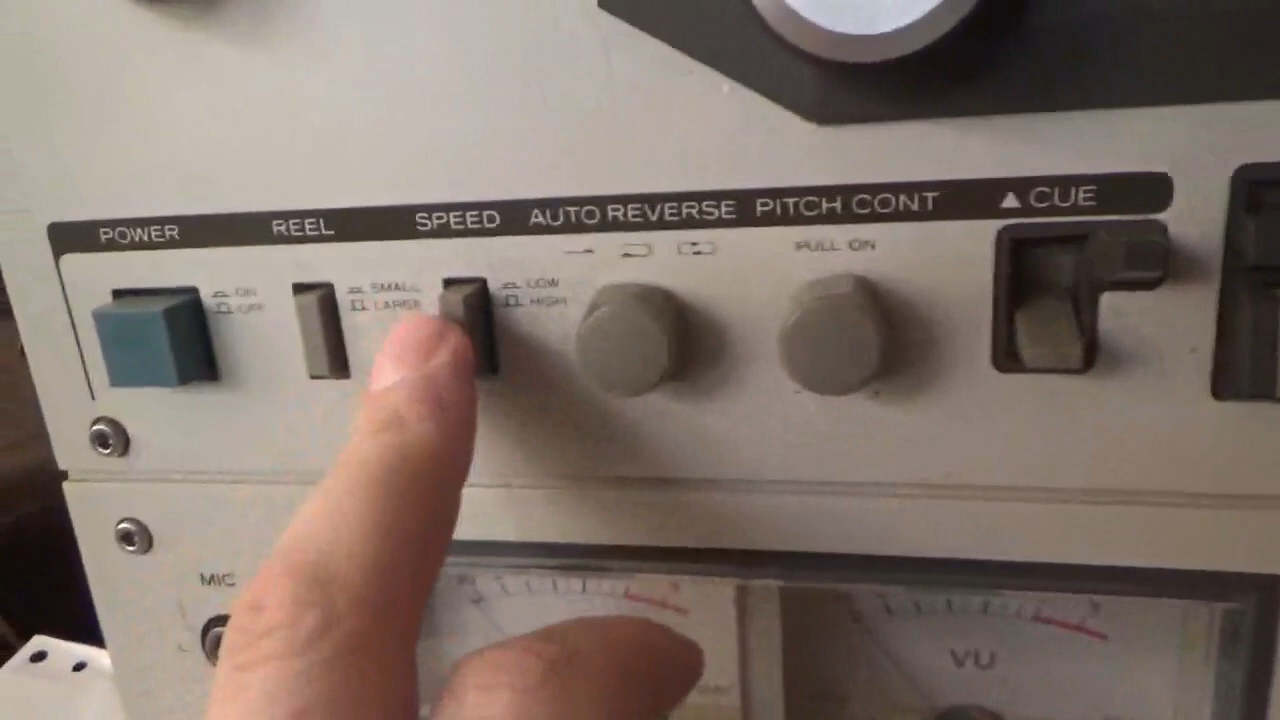 POWER REEL SPEED AUTO REVERSE PITCH CONT ▲ CUE
ON
OFF
SMALL
LARGE
LOW
HIGH
PULL ON
MIC
VU